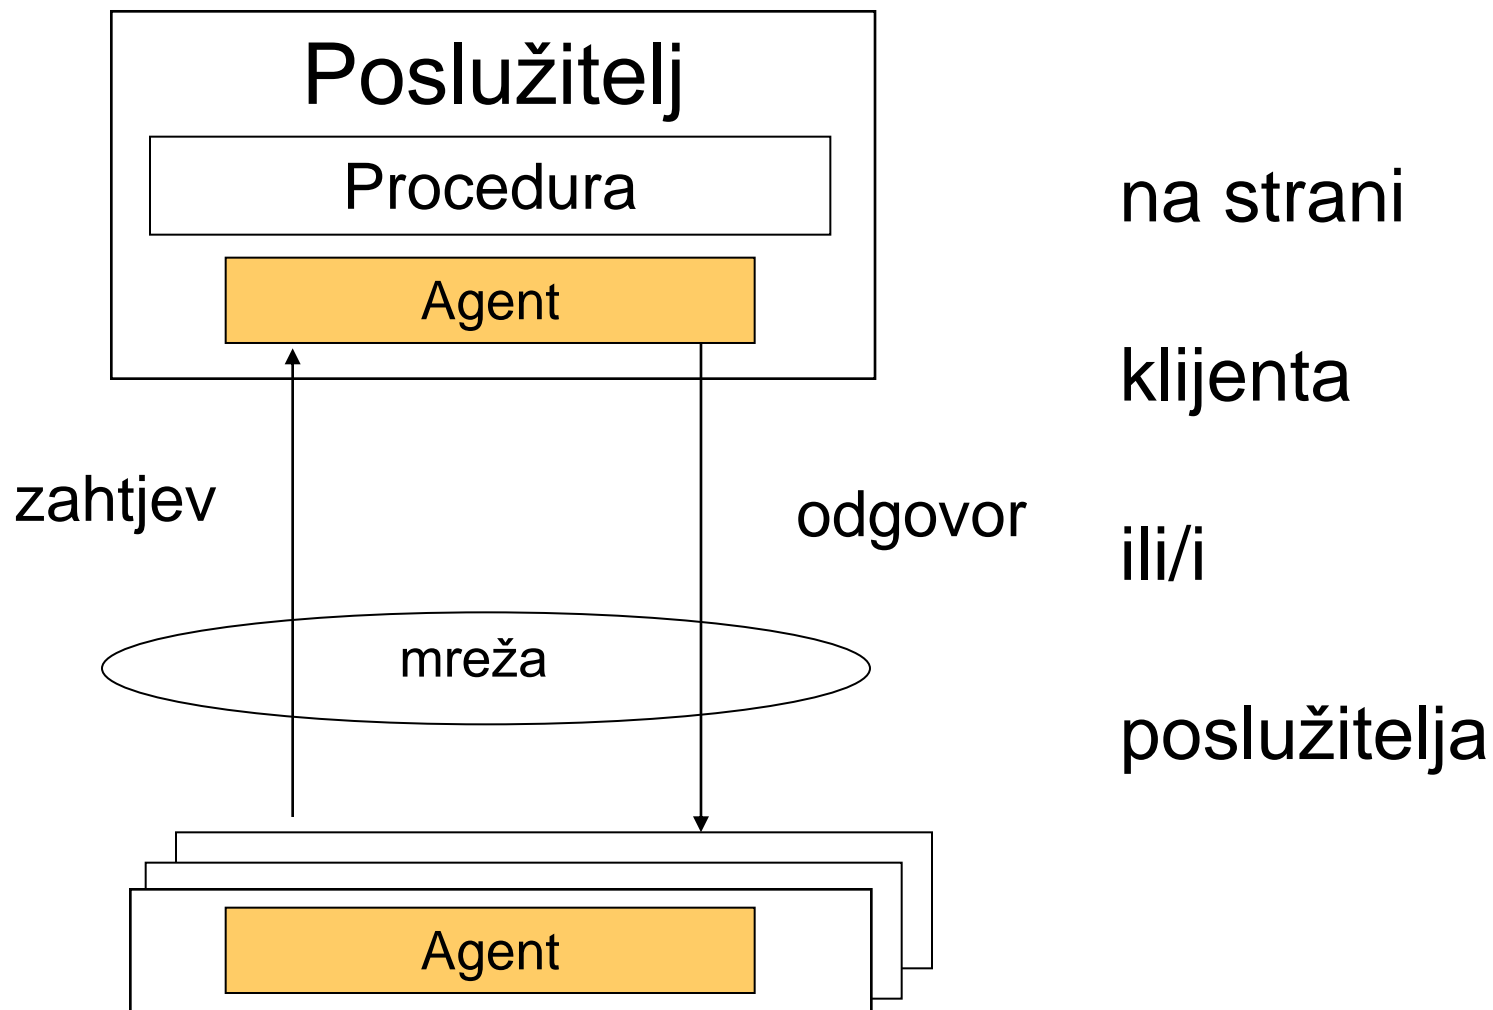 Poslužitelj
Procedura
Agent
zahtjev
odgovor
mreža
Agent
na strani
klijenta
ili/i
poslužitelja